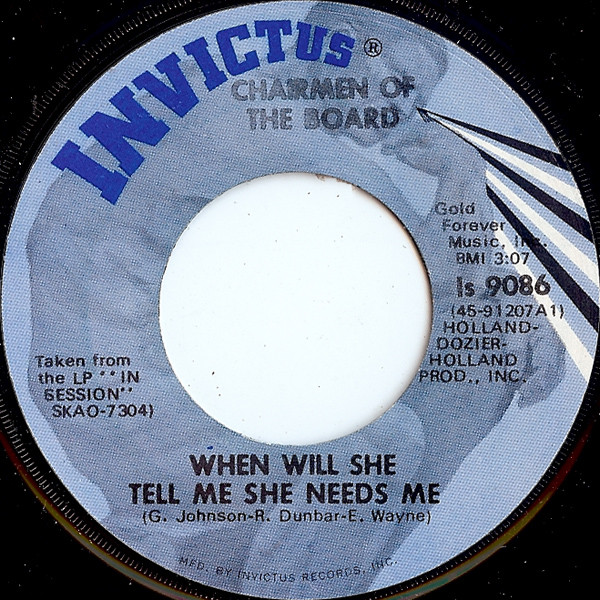 INVICTUS®
CHAIRMEN OF
THE BOARD
Gold
Forever
Music, Inc.
BMI 3:07
Is 9086
(45-91207A1)
HOLLAND-
DOZIER-
HOLLAND
PROD., INC.
Taken from
the LP "IN
SESSION"
SKAO-7304)
WHEN WILL SHE
TELL ME SHE NEEDS ME
(G. Johnson-R. Dunbar-E. Wayne)
MFD. BY INVICTUS RECORDS, INC.